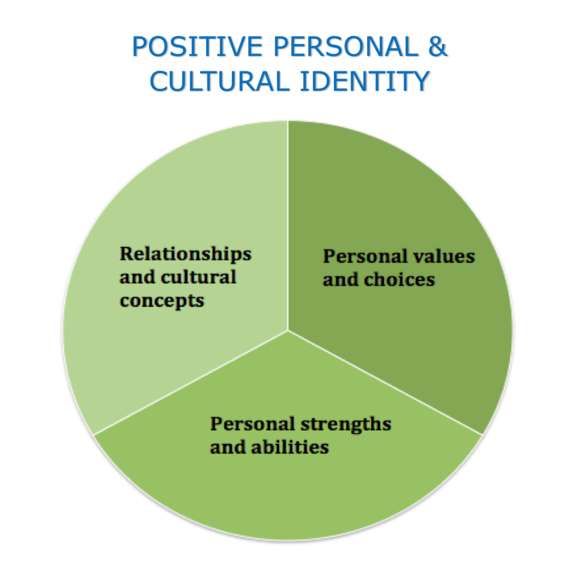 POSITIVE PERSONAL &
CULTURAL IDENTITY
Relationships
and cultural
concepts
Personal values
and choices
Personal strengths
and abilities